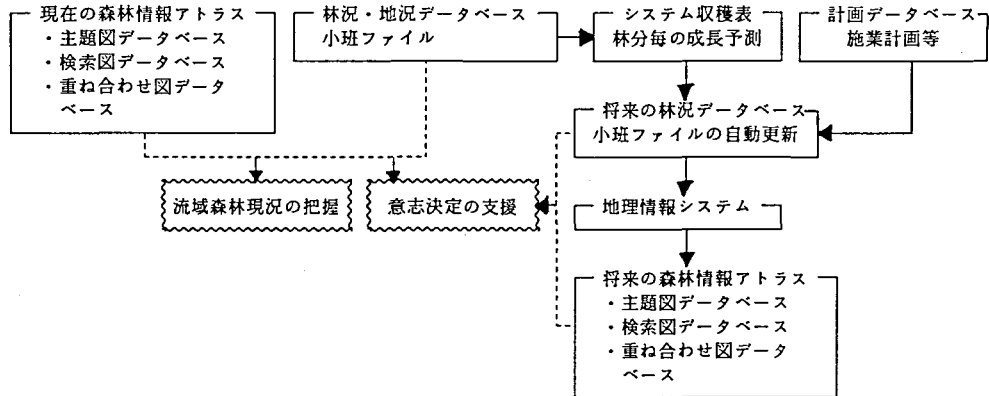 現在の森林情報アトラス
・主題図データベース
・検索図データベース
・重ね合わせ図データ
ベース
林況・地況データベース
小班ファイル
システム収穫表
林分毎の成長予測
計画データベース
施業計画等
将来の林況データベース
小班ファイルの自動更新
流域森林現況の把握
意志決定の支援
地理情報システム
将来の森林情報アトラス
・主題図データベース
・検索図データベース
・重ね合わせ図データ
ベース